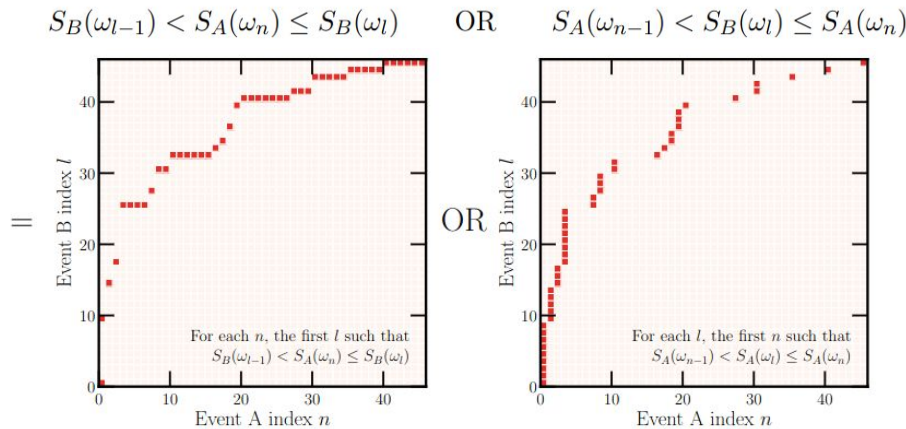 S_B(ω_{l−1}) < S_A(ω_n) ≤ S_B(ω_l) OR S_A(ω_{n−1}) < S_B(ω_l) ≤ S_A(ω_n)
=
Event B index l
40
30
20
10
0
For each n, the first l such that
S_B(ω_{l−1}) < S_A(ω_n) ≤ S_B(ω_l)
0 10 20 30 40
Event A index n
OR
Event B index l
40
30
20
10
0
For each l, the first n such that
S_A(ω_{n−1}) < S_A(ω_l) ≤ S_A(ω_n)
0 10 20 30 40
Event A index n